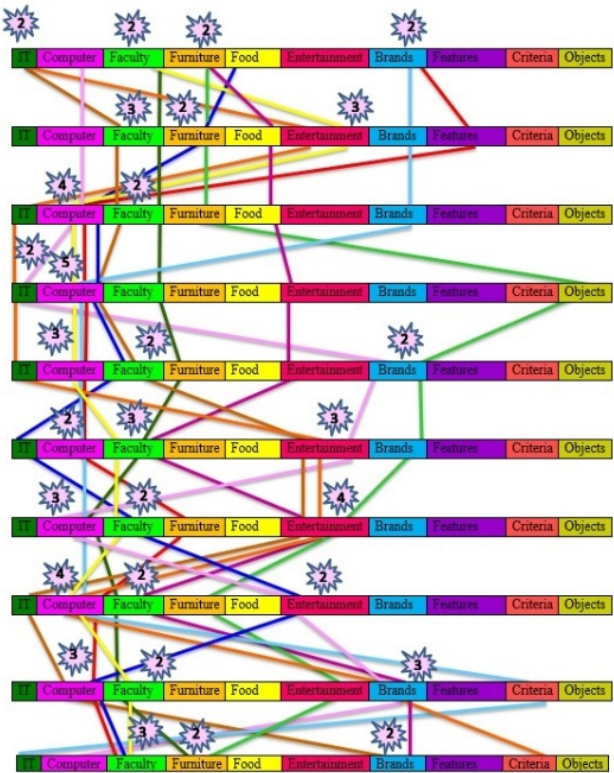 2 2 2 2
IT Computer Faculty Furniture Food Entertainment Brands Features Criteria Objects
3 2 3
IT Computer Faculty Furniture Food Entertainment Brands Features Criteria Objects
4 2
IT Computer Faculty Furniture Food Entertainment Brands Features Criteria Objects
2 5
IT Computer Faculty Furniture Food Entertainment Brands Features Criteria Objects
3 2 2
IT Computer Faculty Furniture Food Entertainment Brands Features Criteria Objects
2 3 3
IT Computer Faculty Furniture Food Entertainment Brands Features Criteria Objects
3 2 4
IT Computer Faculty Furniture Food Entertainment Brands Features Criteria Objects
4 2 2
IT Computer Faculty Furniture Food Entertainment Brands Features Criteria Objects
3 2 3
IT Computer Faculty Furniture Food Entertainment Brands Features Criteria Objects
3 2 2
IT Computer Faculty Furniture Food Entertainment Brands Features Criteria Objects